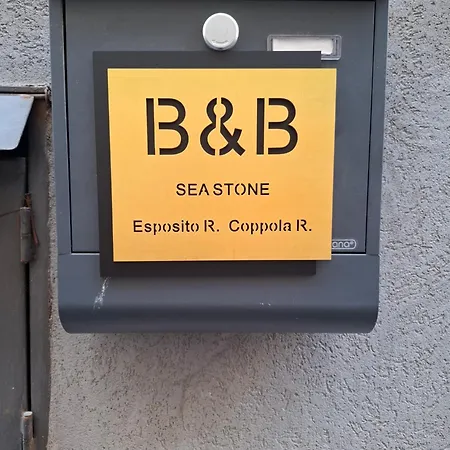 B&B
SEA STONE
Esposito R. Coppola R.